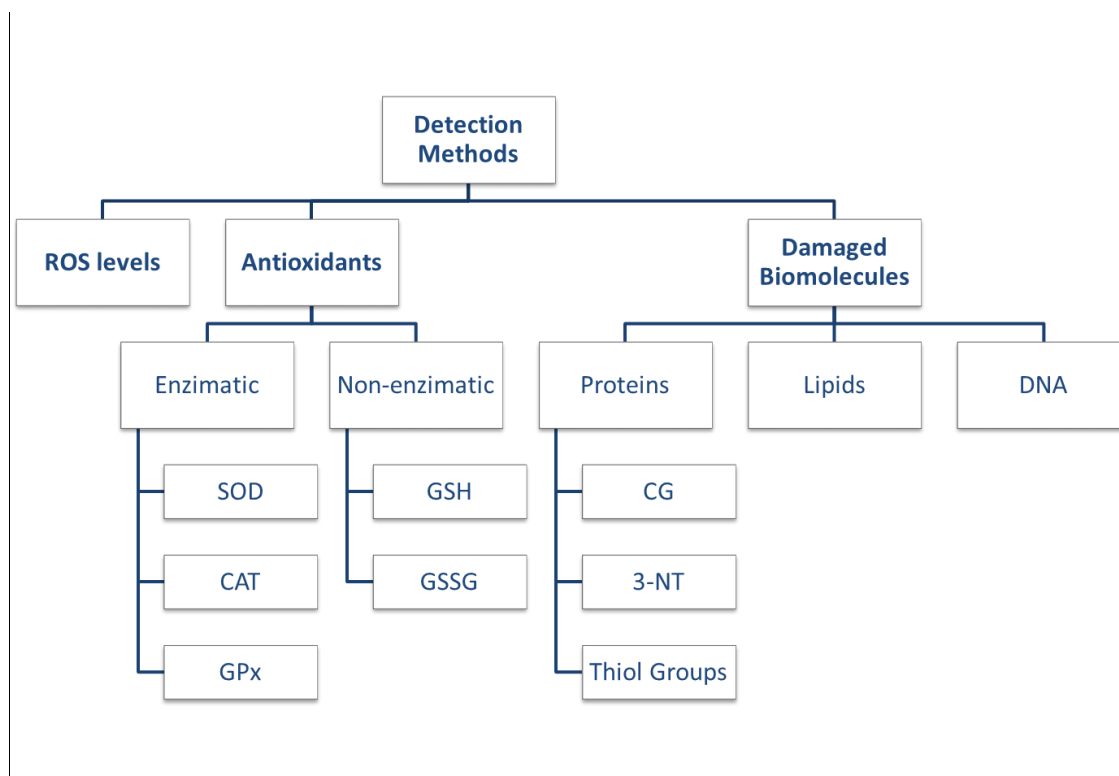 Detection
Methods
ROS levels
Antioxidants
Damaged
Biomolecules
Enzimatic
Non-enzimatic
Proteins
Lipids
DNA
SOD
GSH
CG
CAT
GSSG
3-NT
GPx
Thiol Groups